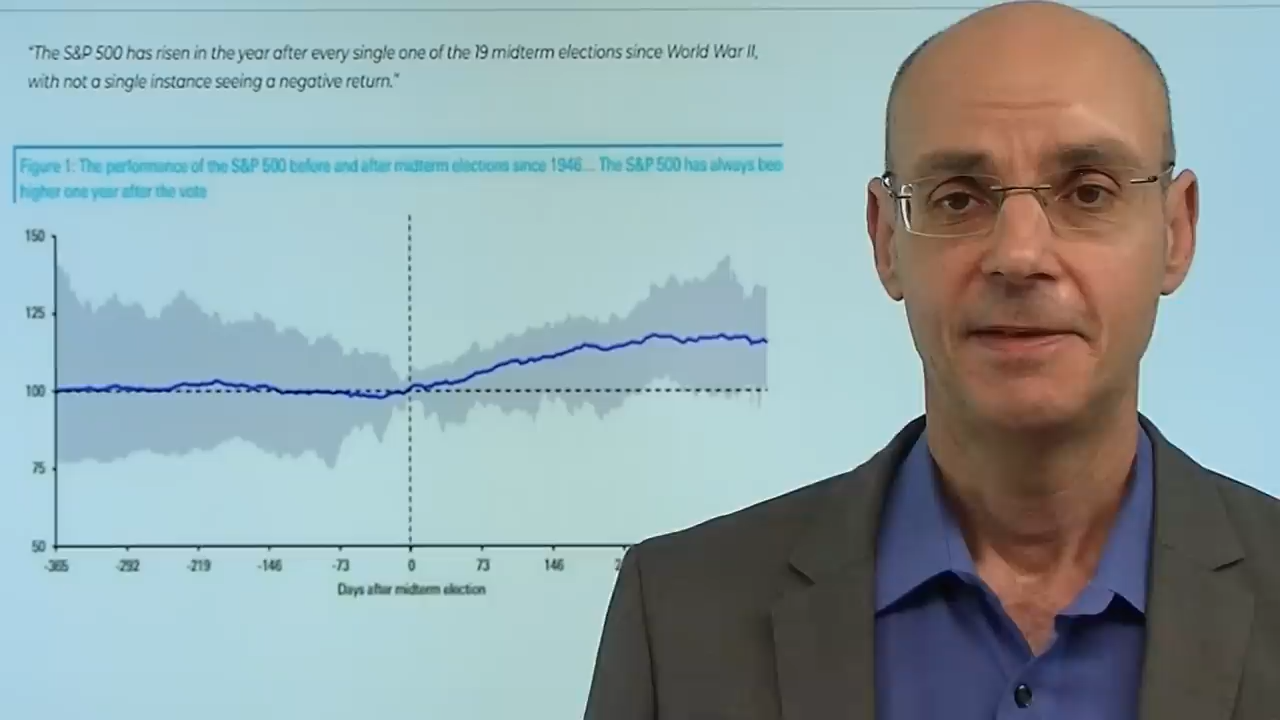 "The S&P 500 has risen in the year after every single one of the 19 midterm elections since World War II,
with not a single instance seeing a negative return."
Figure 1: The performance of the S&P 500 before and after midterm elections since 1946... The S&P 500 has always bee
higher one year after the vote
150
125
100
75
50
-365 -292 -219 -146 -73 0 73 146 2
Days after midterm election